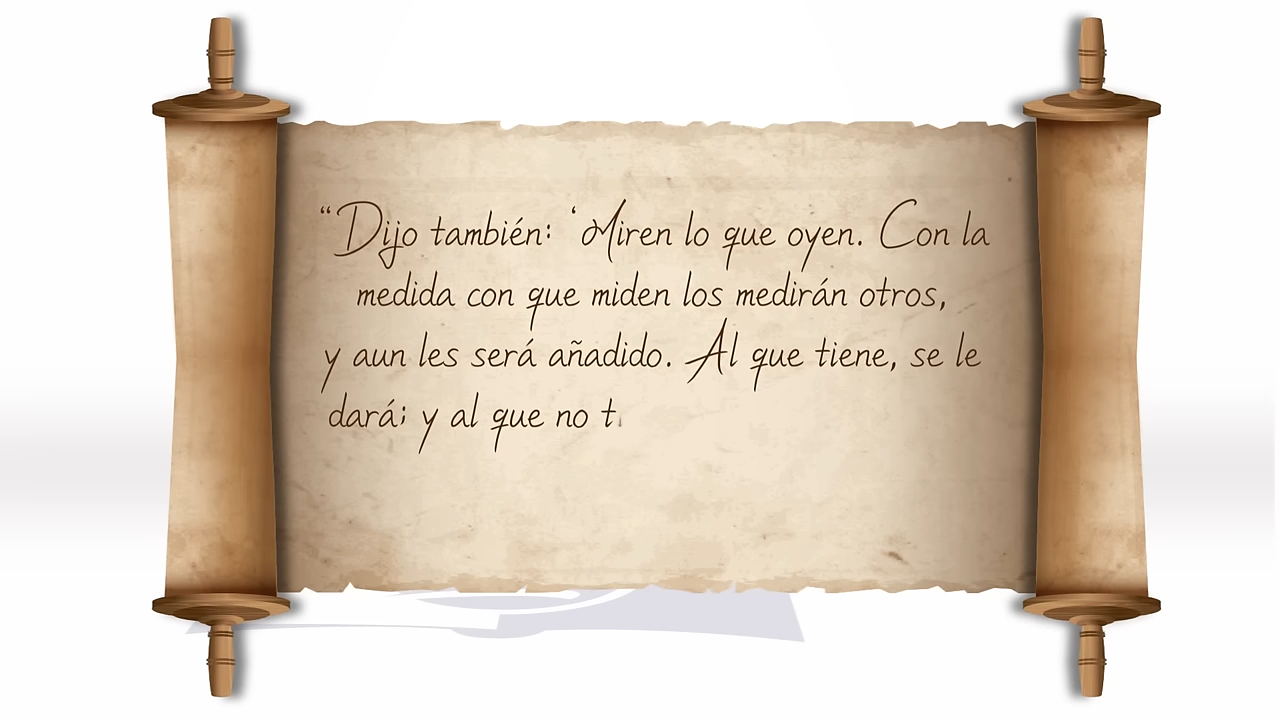 “Dijo también: ‘Miren lo que oyen. Con la
medida con que miden los medirán otros,
y aun les será añadido. Al que tiene, se le
dará; y al que no t